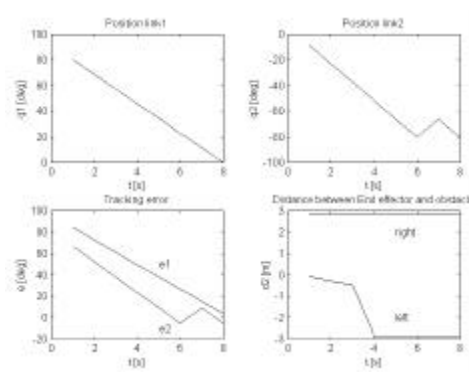 Position link1
Position link2
100
80
60
40
20
0
q1 [deg]
0
2
4
6
8
t [s]
0
-20
-40
-60
-80
-100
q2 [deg]
0
2
4
6
8
t [s]
Tracking error
Distance between End effector and obstacl
100
80
60
40
20
0
-20
e [deg]
e1
e2
0
2
4
6
8
t [s]
3
2
1
0
-1
-2
-3
d2 [m]
right
left
0
2
4
6
8
t [s]